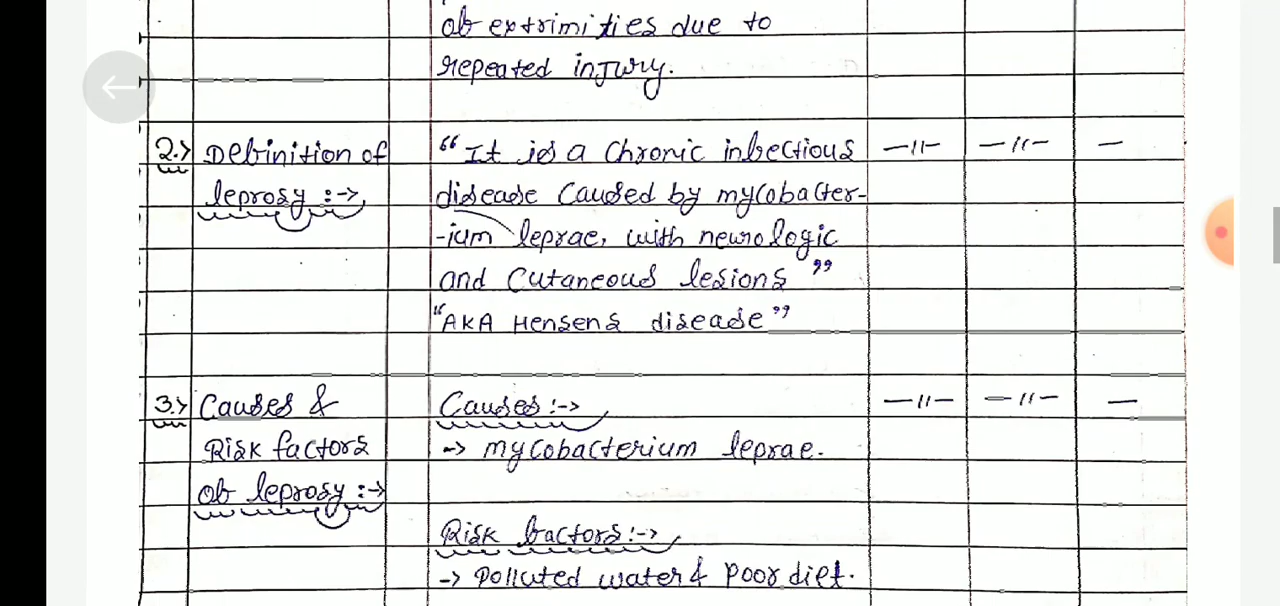 of extrimities due to
repeated injury.
2.> Definition of "It is a chronic infectious —〃— —〃— —
leprosy :-> disease caused by mycobacter-
-ium leprae, with neurologic
and cutaneous lesions"
"AKA Hensens disease"
3.> Causes & Causes :-> —〃— —〃— —
Risk factors -> mycobacterium leprae.
of leprosy :->
Risk factors :->
-> Polluted water & Poor diet.